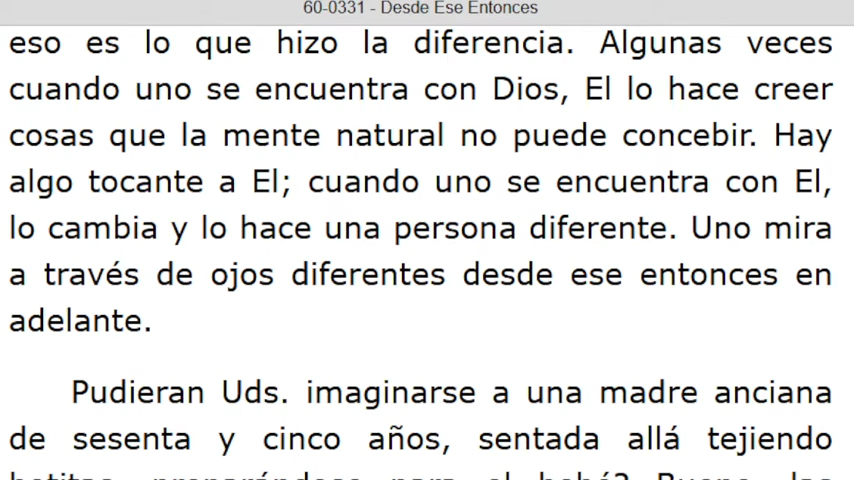 60-0331 - Desde Ese Entonces
eso es lo que hizo la diferencia. Algunas veces
cuando uno se encuentra con Dios, El lo hace creer
cosas que la mente natural no puede concebir. Hay
algo tocante a El; cuando uno se encuentra con El,
lo cambia y lo hace una persona diferente. Uno mira
a través de ojos diferentes desde ese entonces en
adelante.
Pudieran Uds. imaginarse a una madre anciana
de sesenta y cinco años, sentada allá tejiendo